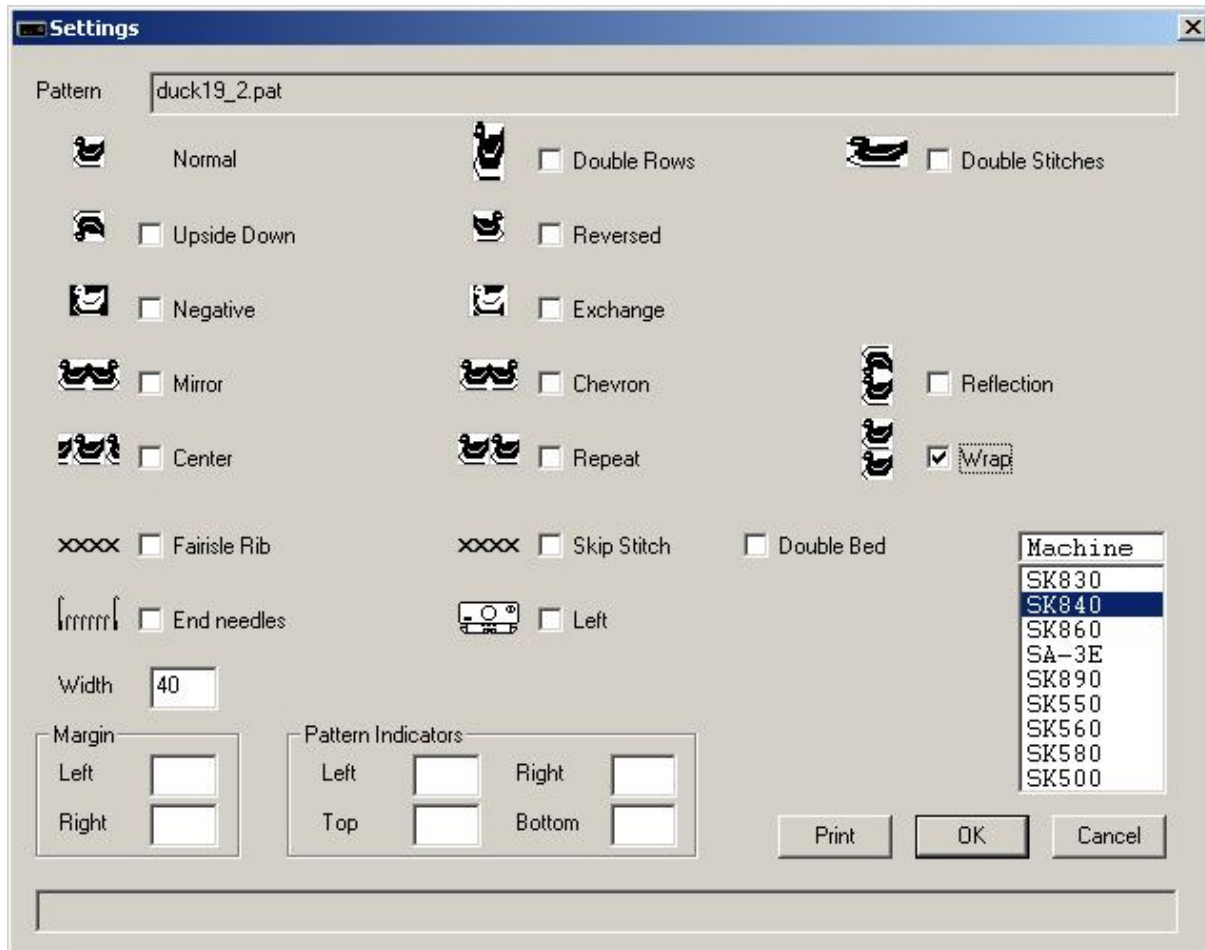 Settings
Pattern duck19_2.pat
Normal Double Rows Double Stitches
Upside Down Reversed
Negative Exchange
Mirror Chevron Reflection
Center Repeat Wrap
xxxx Fairisle Rib xxxx Skip Stitch Double Bed Machine
SK830
SK840
End needles Left SK860
SA-3E
SK890
Width 40 SK550
Margin Pattern Indicators SK560
Left Left Right SK580
SK500
Right Top Bottom Print OK Cancel